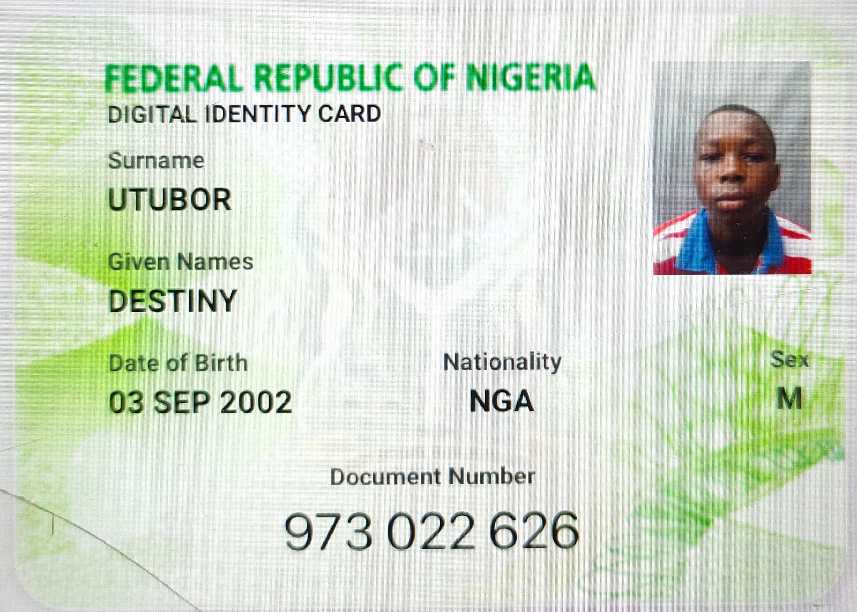 FEDERAL REPUBLIC OF NIGERIA
DIGITAL IDENTITY CARD
Surname
UTUBOR
Given Names
DESTINY
Date of Birth
03 SEP 2002
Nationality
NGA
Sex
M
Document Number
973 022 626